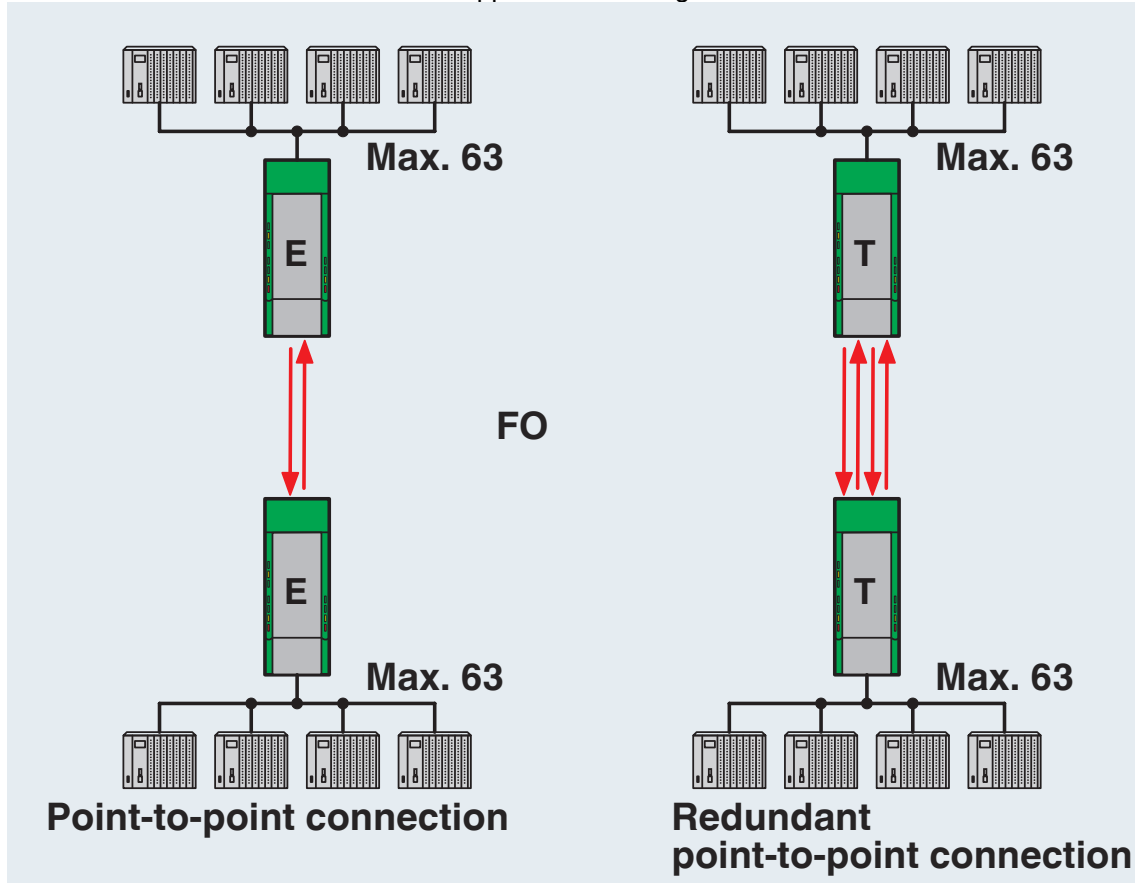 Max. 63
Max. 63
E
T
FO
E
T
Max. 63
Max. 63
Point-to-point connection
Redundant
point-to-point connection